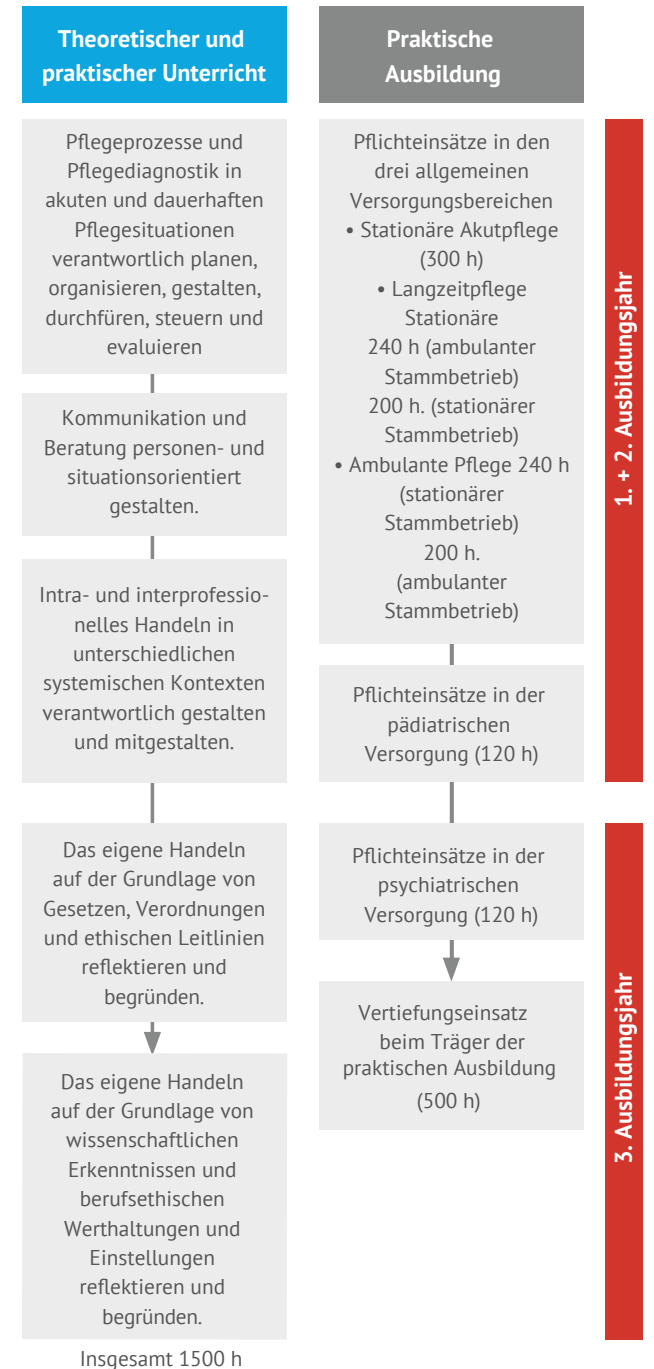 Theoretischer und
praktischer Unterricht
Pflegeprozesse und
Pflegediagnostik in
akuten und dauerhaften
Pflegesituationen
verantwortlich planen,
organisieren, gestalten,
durchfüren, steuern und
evaluieren
Kommunikation und
Beratung personen- und
situationsorientiert
gestalten.
Intra- und interprofessio-
nelles Handeln in
unterschiedlichen
systemischen Kontexten
verantwortlich gestalten
und mitgestalten.
Das eigene Handeln
auf der Grundlage von
Gesetzen, Verordnungen
und ethischen Leitlinien
reflektieren und
begründen.
Das eigene Handeln
auf der Grundlage von
wissenschaftlichen
Erkenntnissen und
berufsethischen
Werthaltungen und
Einstellungen
reflektieren und
begründen.
Insgesamt 1500 h
Praktische
Ausbildung
Pflichteinsätze in den
drei allgemeinen
Versorgungsbereichen
• Stationäre Akutpflege
(300 h)
• Langzeitpflege
Stationäre
240 h (ambulanter
Stammbetrieb)
200 h. (stationärer
Stammbetrieb)
• Ambulante Pflege 240 h
(stationärer
Stammbetrieb)
200 h.
(ambulanter
Stammbetrieb)
Pflichteinsätze in der
pädiatrischen
Versorgung (120 h)
Pflichteinsätze in der
psychiatrischen
Versorgung (120 h)
Vertiefungseinsatz
beim Träger der
praktischen Ausbildung
(500 h)
1. + 2. Ausbildungsjahr
3. Ausbildungsjahr